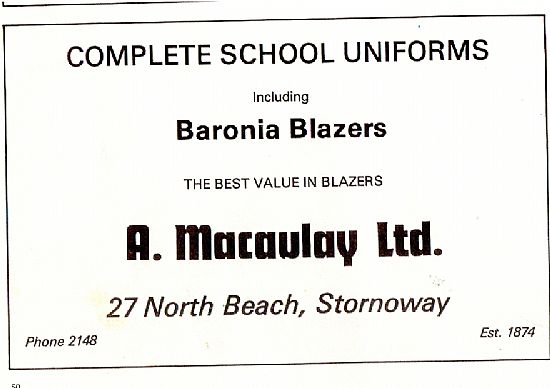 COMPLETE SCHOOL UNIFORMS
Including
Baronia Blazers
THE BEST VALUE IN BLAZERS
A. Macaulay Ltd.
27 North Beach, Stornoway
Phone 2148
Est. 1874
50